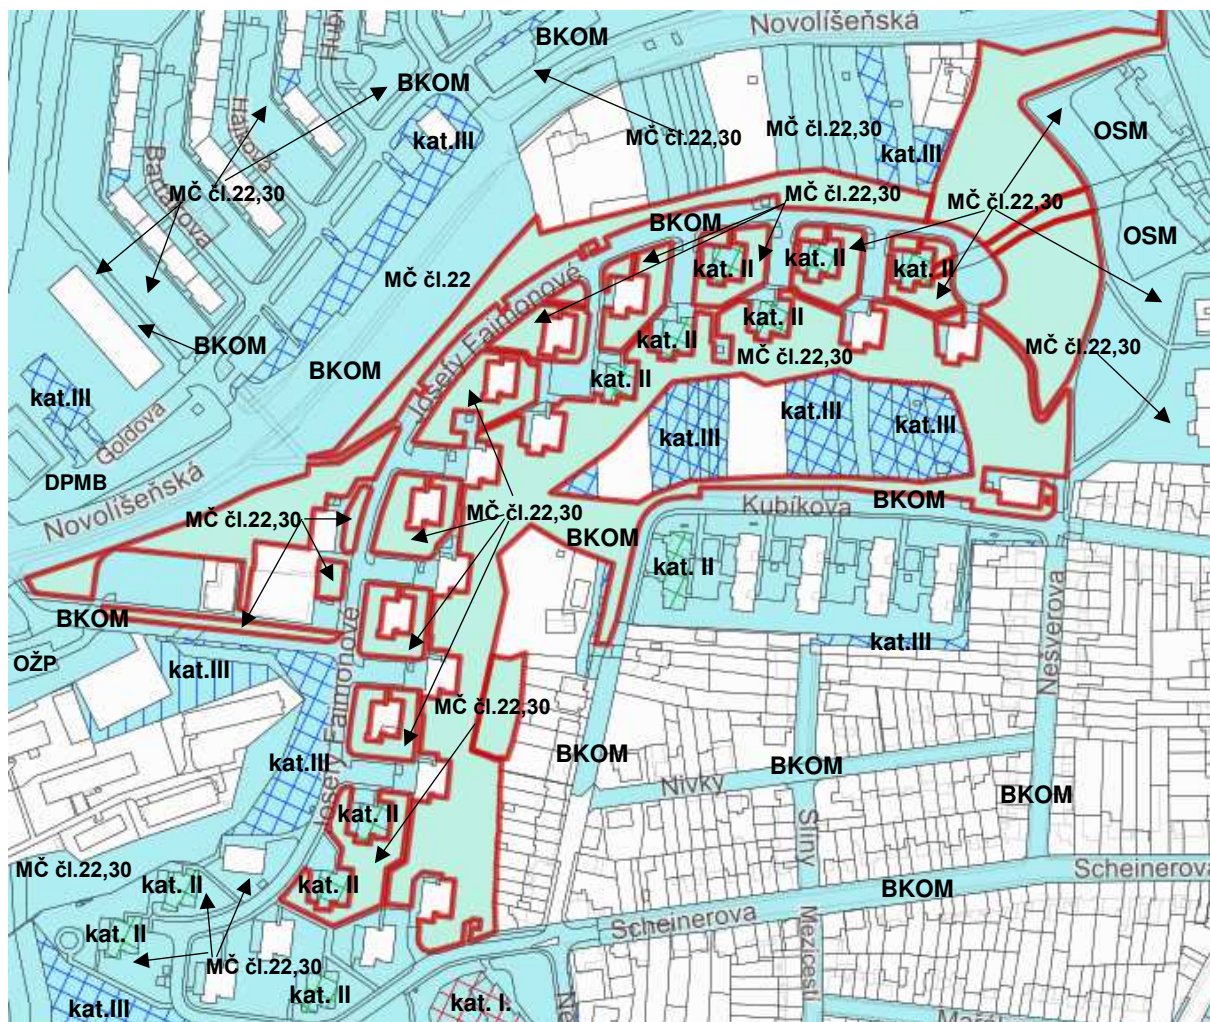 Novolíšeňská
BKOM
BKOM
kat.III
Hálkova
Bartákova
MČ čl.22,30
MČ čl.22,30
MČ čl.22,30
kat.III
OSM
MČ čl.22,30
MČ čl.22,30
BKOM
OSM
MČ čl.22
kat. II
kat. II
kat. II
Josefy Fajmonové
kat. II
kat. II
BKOM
BKOM
MČ čl.22,30
MČ čl.22,30
kat. II
kat.III
Goldova
kat.III
kat.III
kat.III
DPMB
Novolíšeňská
MČ čl.22,30
MČ čl.22,30
BKOM
Kubíkova
BKOM
kat. II
BKOM
OŽP
kat.III
kat.III
Nešverova
Josefy Fajmonové
MČ čl.22,30
kat.III
BKOM
BKOM
BKOM
Nivky
kat. II
Šimy
MČ čl.22,30
kat. II
kat. II
Scheinerova
BKOM
Scheinerova
kat. II
MČ čl.22,30
Mezicestí
kat.III
kat. II
kat. I.